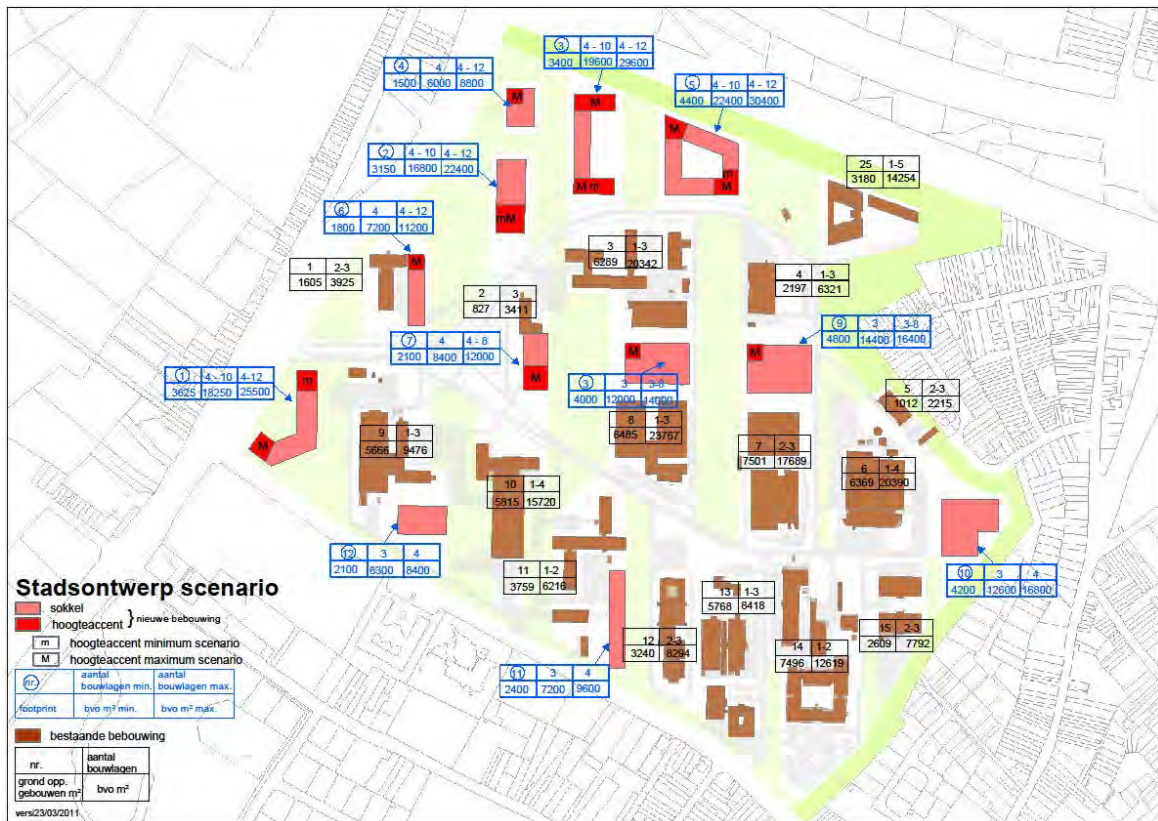 3 4 - 10 4 - 12
3400 19600 29600
4 4 4 - 12
1500 6000 8800
5 4 - 10 4 - 12
4400 22400 30400
M
M
M
2 4 - 10 4 - 12
3150 16800 22400
25 1-5
3180 14254
m
M m
M
6 4 4 - 12
1800 7200 11200
mM
3 1-3
6289 20342
M
1 2-3
1605 3925
4 1-3
2197 6321
2 3
827 3411
9 3 3-8
4800 14400 16400
7 4 4 - 8
2100 8400 12000
M
M
M
1 4 - 10 4-12
3625 18250 25500
m
3 3 3-8
4000 12000 14000
5 2-3
1012 2215
M
9 1-3
5666 9476
8 1-3
6485 23767
7 2-3
7501 17689
6 1-4
6369 20390
10 1-4
5815 15720
12 3 4
2100 6300 8400
11 1-2
3759 6216
10 3 4
4200 12600 16800
13 1-3
5768 8418
12 2-3
3240 8294
14 1-2
7496 12619
15 2-3
2609 7792
11 3 4
2400 7200 9600
Stadsontwerp scenario
sokkel
hoogteaccent } nieuwe bebouwing
m hoogteaccent minimum scenario
M hoogteaccent maximum scenario
nr. aantal bouwlagen min. aantal bouwlagen max.
footprint bvo m² min. bvo m² max.
bestaande bebouwing
nr. aantal bouwlagen
grond opp. gebouwen m² bvo m²
versi23/03/2011